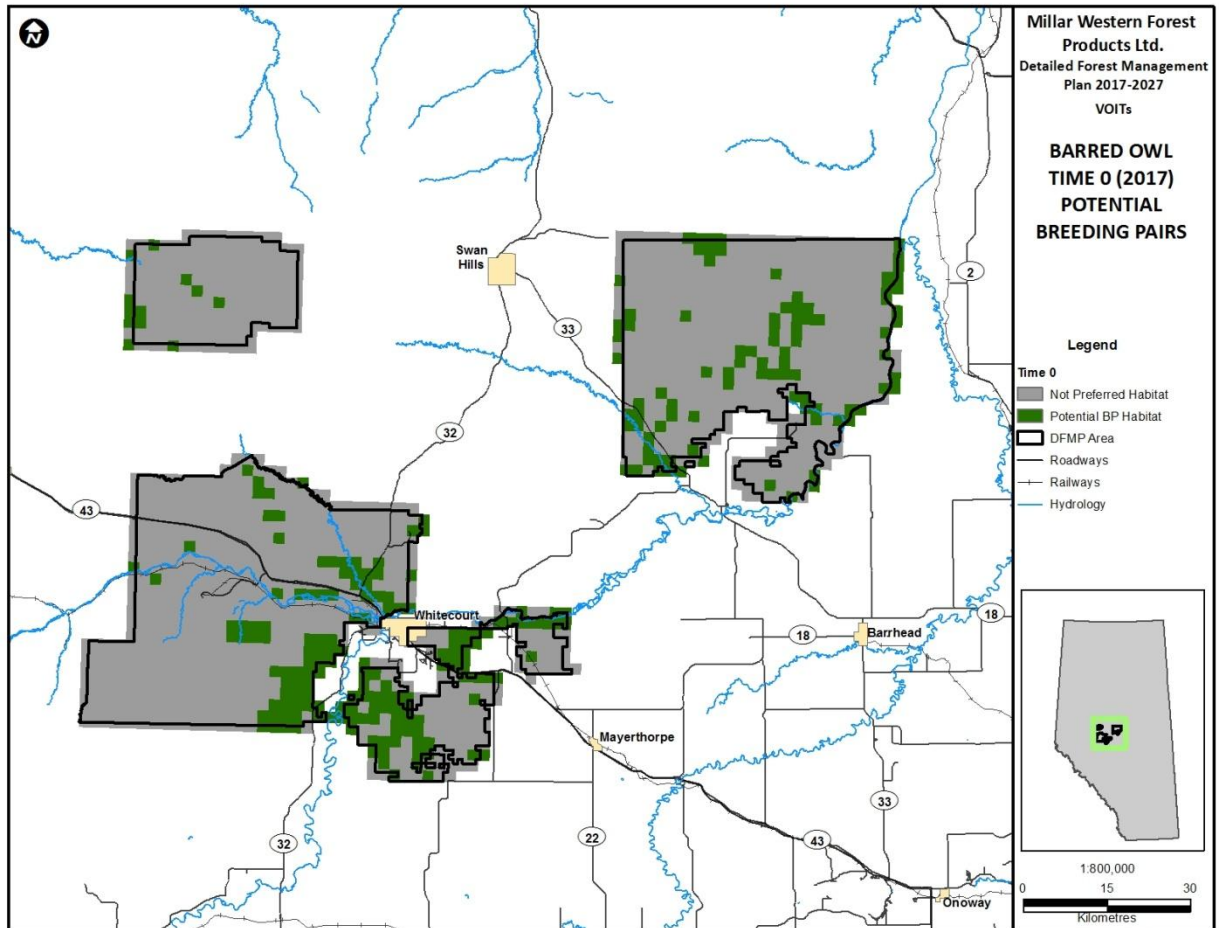 N
Millar Western Forest
Products Ltd.
Detailed Forest Management
Plan 2017-2027
VOITs
BARRED OWL
TIME 0 (2017)
POTENTIAL
BREEDING PAIRS
Legend
Time 0
Not Preferred Habitat
Potential BP Habitat
DFMP Area
Roadways
Railways
Hydrology
1:800,000
0 15 30
Kilometres
Swan
Hills
2
33
32
43
Whitecourt
18
18
Barrhead
Mayerthorpe
33
32
22
43
Onoway